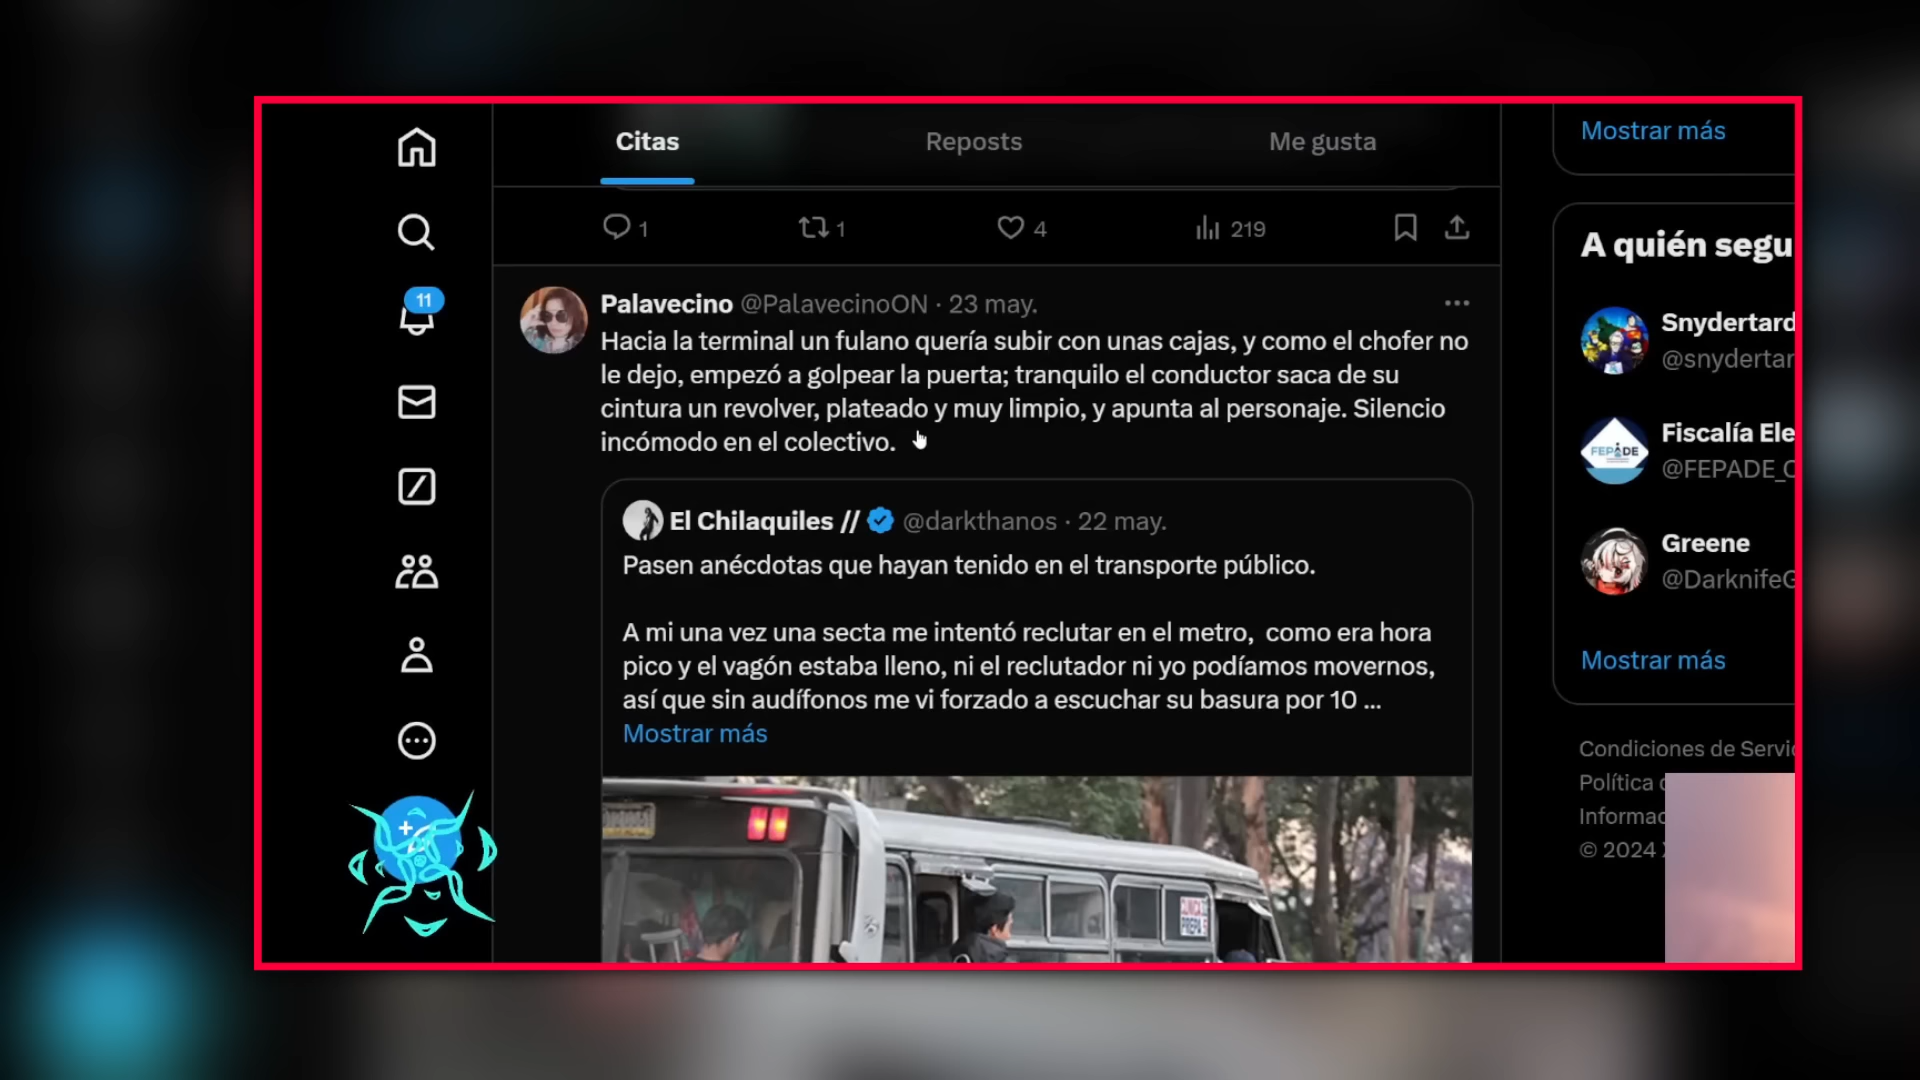 Citas
Reposts
Me gusta
Mostrar más
1
1
4
219
11
A quién segu
Palavecino @PalavecinoON · 23 may.
Hacia la terminal un fulano quería subir con unas cajas, y como el chofer no
le dejo, empezó a golpear la puerta; tranquilo el conductor saca de su
cintura un revolver, plateado y muy limpio, y apunta al personaje. Silencio
incómodo en el colectivo.
El Chilaquiles // @darkthanos · 22 may.
Pasen anécdotas que hayan tenido en el transporte público.
A mi una vez una secta me intentó reclutar en el metro, como era hora
pico y el vagón estaba lleno, ni el reclutador ni yo podíamos movernos,
así que sin audífonos me vi forzado a escuchar su basura por 10 ...
Mostrar más
PREPA 5
Snydertard
@snydertar
FEPADE
Fiscalía Ele
@FEPADE_
Greene
@DarknifeG
Mostrar más
Condiciones de Servi
Política
Informac
© 2024